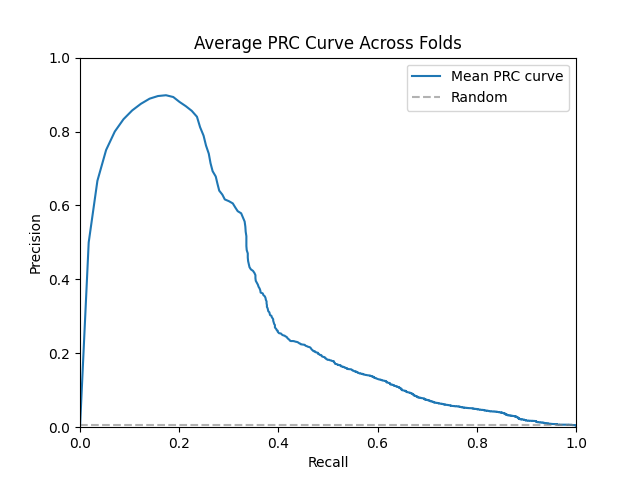 Average PRC Curve Across Folds
Mean PRC curve
Random
Precision
1.0
0.8
0.6
0.4
0.2
0.0
0.0 0.2 0.4 0.6 0.8 1.0
Recall